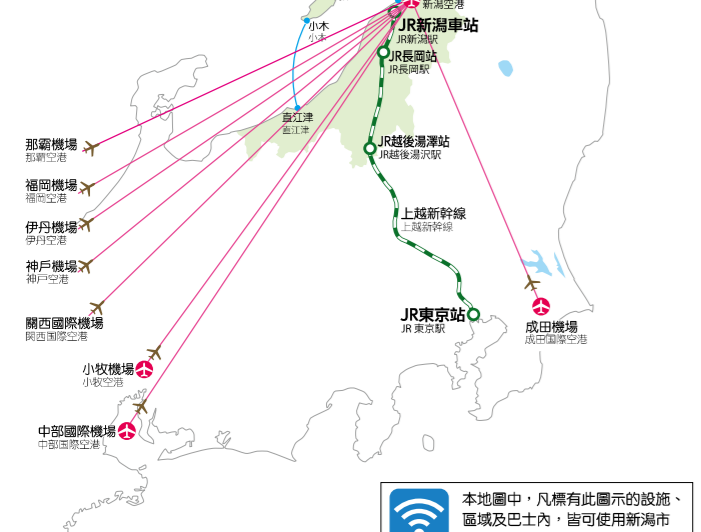 新潟空港
小木
小木
JR新潟車站
JR新潟駅
JR長岡站
JR長岡駅
直江津
直江津
那霸機場
那覇空港
JR越後湯澤站
JR越後湯沢駅
福岡機場
福岡空港
伊丹機場
伊丹空港
上越新幹線
上越新幹線
神戶機場
神戸空港
關西國際機場
関西国際空港
JR東京站
JR 東京駅
成田機場
成田国際空港
小牧機場
小牧空港
中部國際機場
中部国際空港
本地圖中，凡標有此圖示的設施、
區域及巴士內，皆可使用新潟市